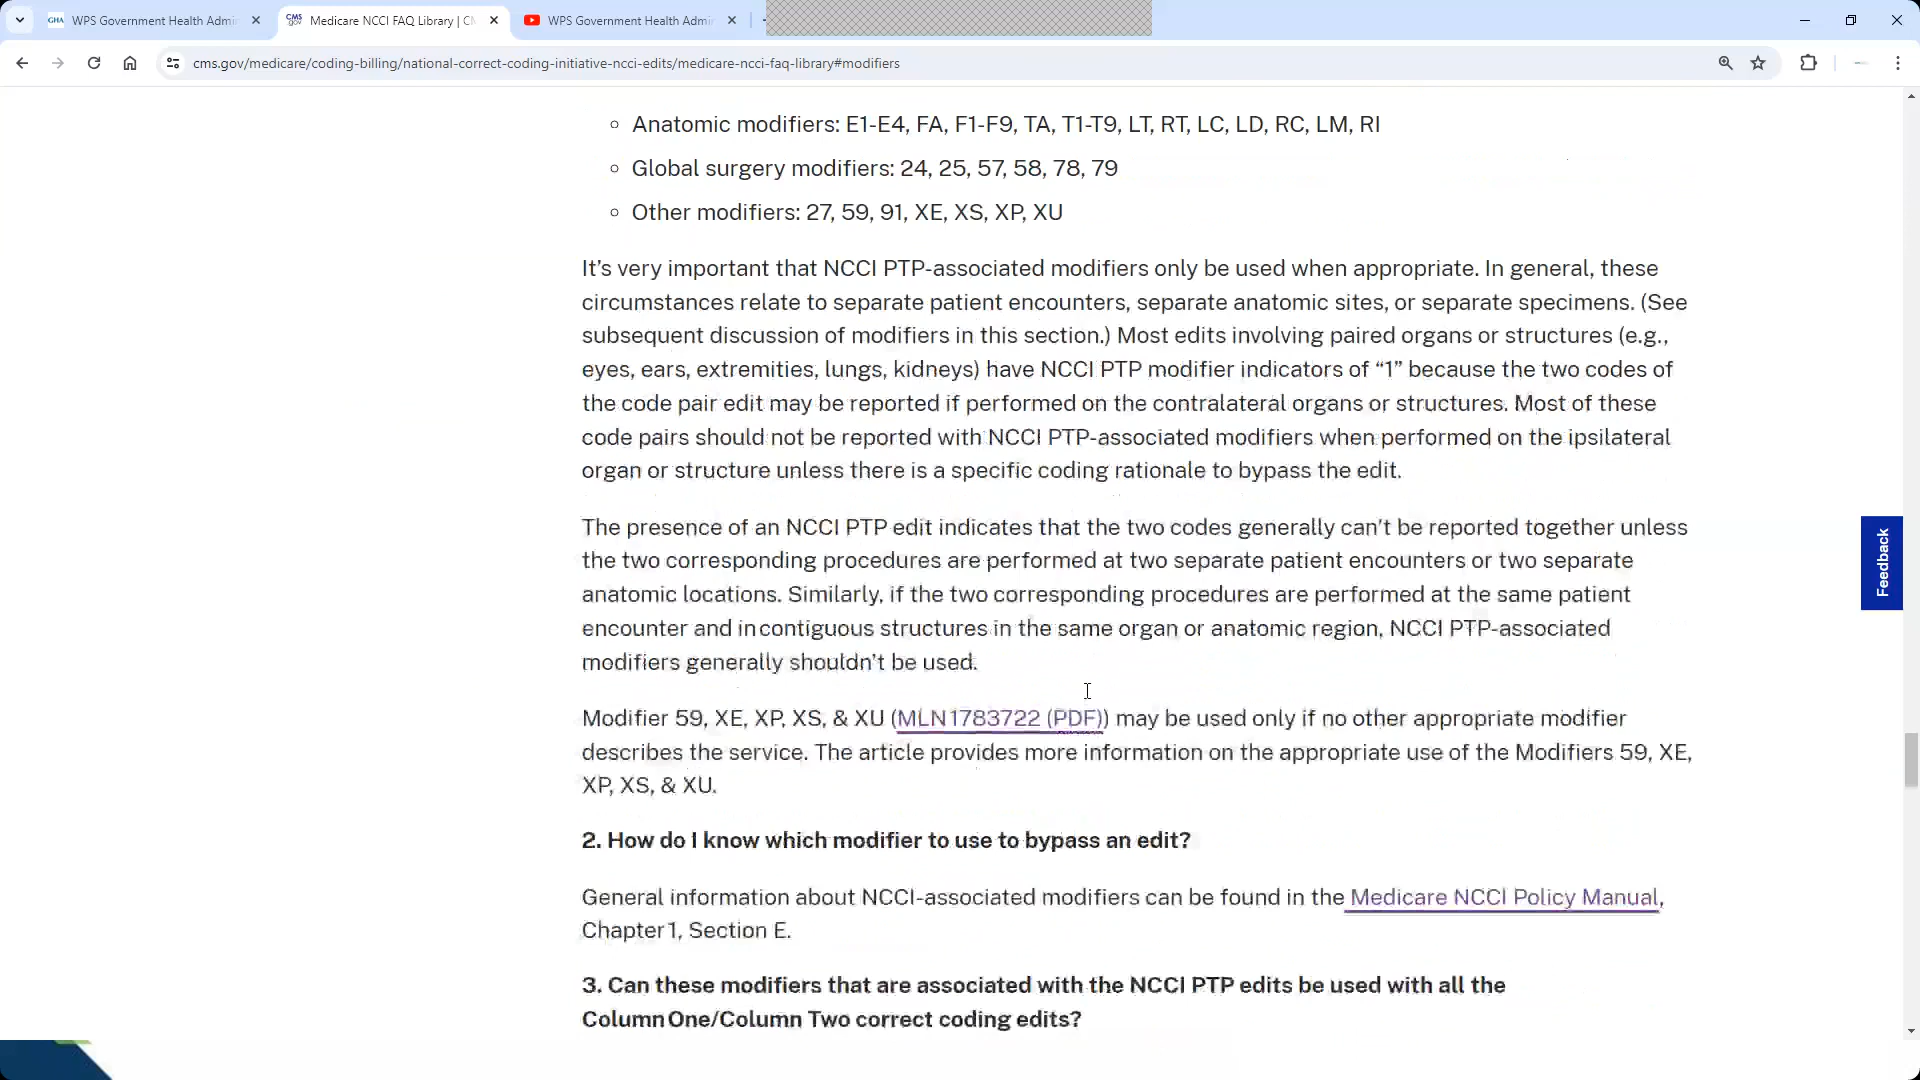 WPS Government Health Admin
Medicare NCCI FAQ Library | CM
WPS Government Health Admin
cms.gov/medicare/coding-billing/national-correct-coding-initiative-ncci-edits/medicare-ncci-faq-library#modifiers
Anatomic modifiers: E1-E4, FA, F1-F9, TA, T1-T9, LT, RT, LC, LD, RC, LM, RI
Global surgery modifiers: 24, 25, 57, 58, 78, 79
Other modifiers: 27, 59, 91, XE, XS, XP, XU
It’s very important that NCCI PTP-associated modifiers only be used when appropriate. In general, these
circumstances relate to separate patient encounters, separate anatomic sites, or separate specimens. (See
subsequent discussion of modifiers in this section.) Most edits involving paired organs or structures (e.g.,
eyes, ears, extremities, lungs, kidneys) have NCCI PTP modifier indicators of “1” because the two codes of
the code pair edit may be reported if performed on the contralateral organs or structures. Most of these
code pairs should not be reported with NCCI PTP-associated modifiers when performed on the ipsilateral
organ or structure unless there is a specific coding rationale to bypass the edit.
The presence of an NCCI PTP edit indicates that the two codes generally can’t be reported together unless
the two corresponding procedures are performed at two separate patient encounters or two separate
anatomic locations. Similarly, if the two corresponding procedures are performed at the same patient
encounter and in contiguous structures in the same organ or anatomic region, NCCI PTP-associated
modifiers generally shouldn’t be used.
Modifier 59, XE, XP, XS, & XU (MLN1783722 (PDF)) may be used only if no other appropriate modifier
describes the service. The article provides more information on the appropriate use of the Modifiers 59, XE,
XP, XS, & XU.
2. How do I know which modifier to use to bypass an edit?
General information about NCCI-associated modifiers can be found in the Medicare NCCI Policy Manual,
Chapter 1, Section E.
3. Can these modifiers that are associated with the NCCI PTP edits be used with all the
Column One/Column Two correct coding edits?
Feedback